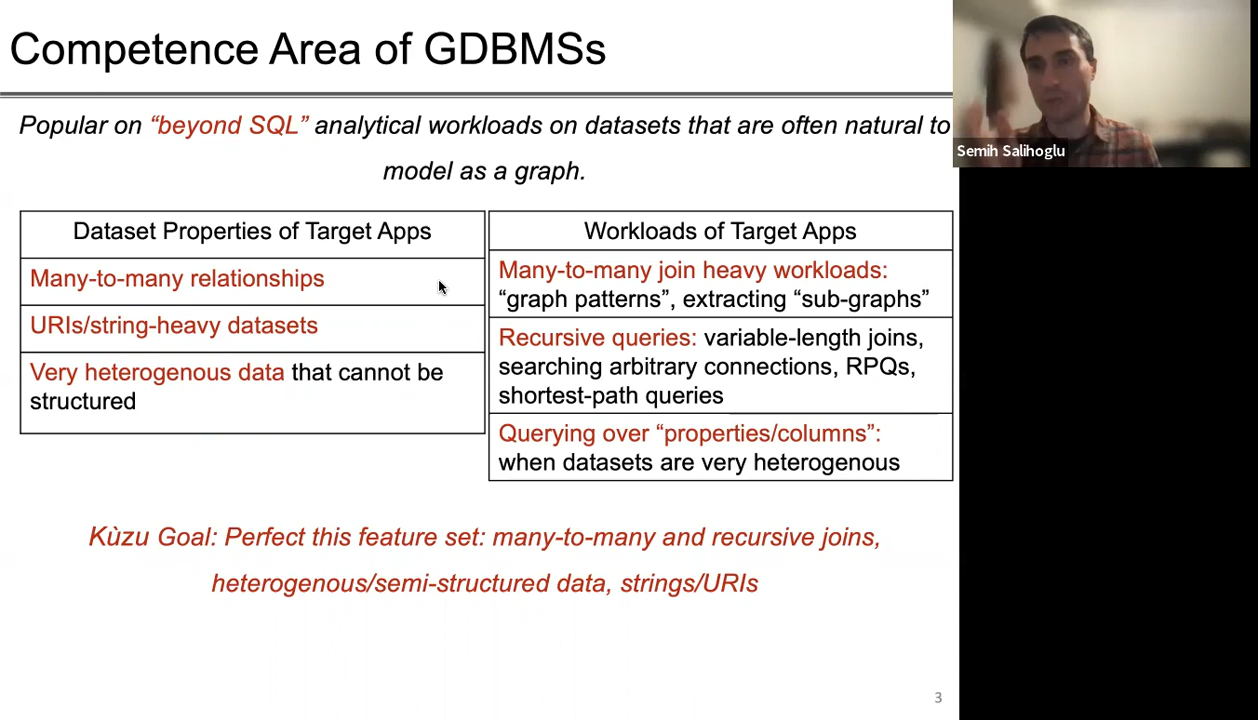 Competence Area of GDBMSs
Popular on “beyond SQL” analytical workloads on datasets that are often natural to
model as a graph.
Semih Salihoglu
Dataset Properties of Target Apps
Many-to-many relationships
URIs/string-heavy datasets
Very heterogenous data that cannot be
structured
Workloads of Target Apps
Many-to-many join heavy workloads:
“graph patterns”, extracting “sub-graphs”
Recursive queries: variable-length joins,
searching arbitrary connections, RPQs,
shortest-path queries
Querying over “properties/columns”:
when datasets are very heterogenous
Kùzu Goal: Perfect this feature set: many-to-many and recursive joins,
heterogenous/semi-structured data, strings/URIs
3